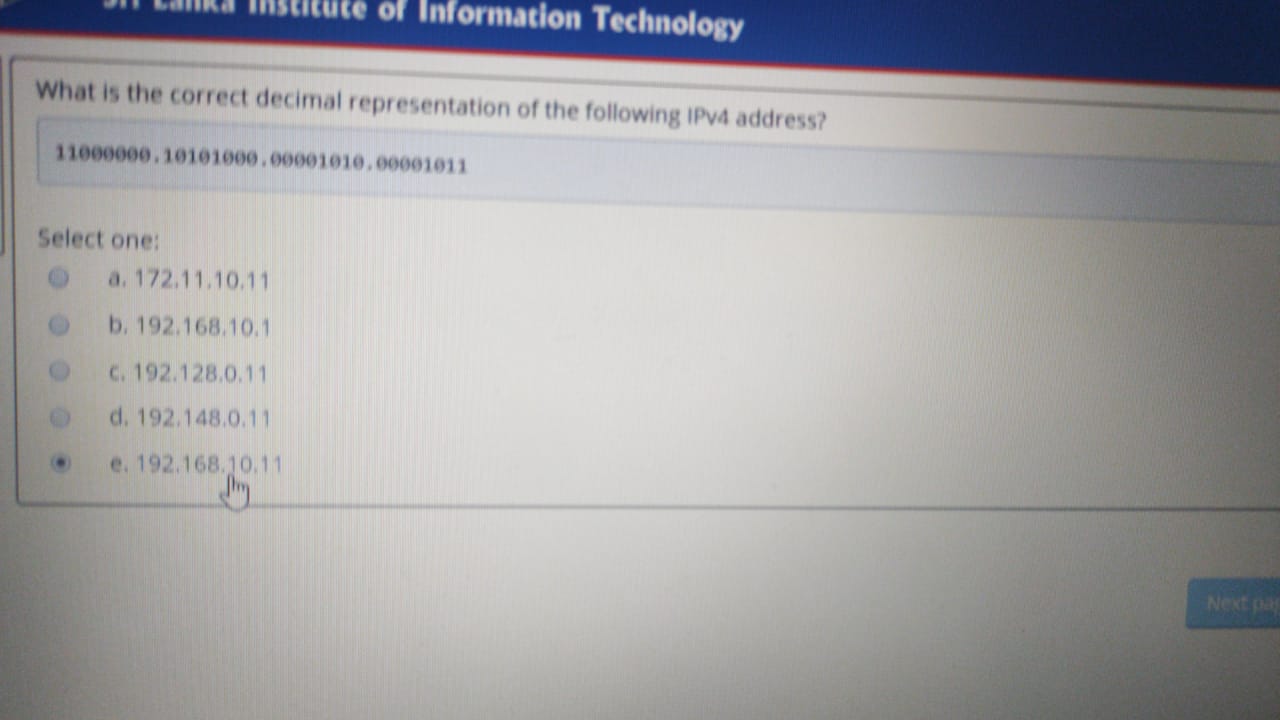 Sri Lanka Institute of Information Technology
What is the correct decimal representation of the following IPv4 address?
11000000.10101000.00001010.00001011
Select one:
a. 172.11.10.11
b. 192.168.10.1
c. 192.128.0.11
d. 192.148.0.11
e. 192.168.10.11
Next pa